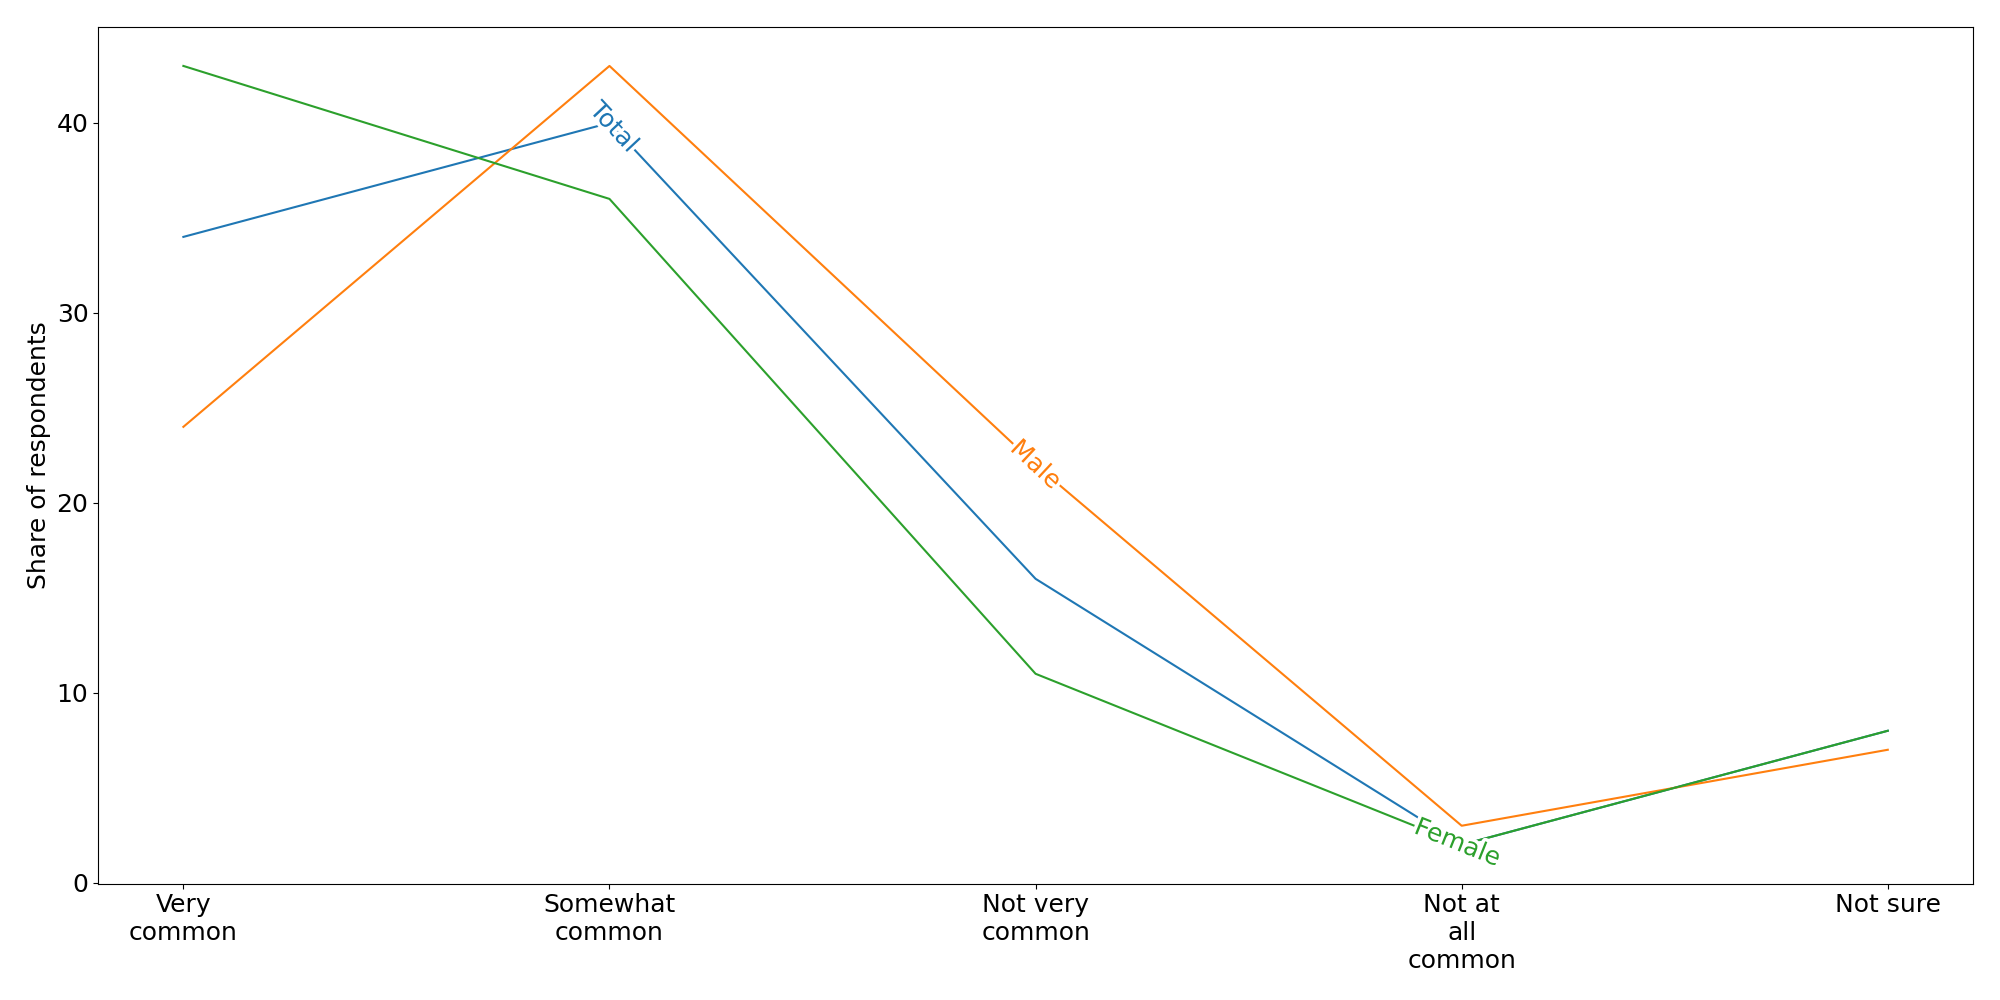 Share of respondents
40
30
20
10
0
Total
Male
Female
Very
common
Somewhat
common
Not very
common
Not at
all
common
Not sure